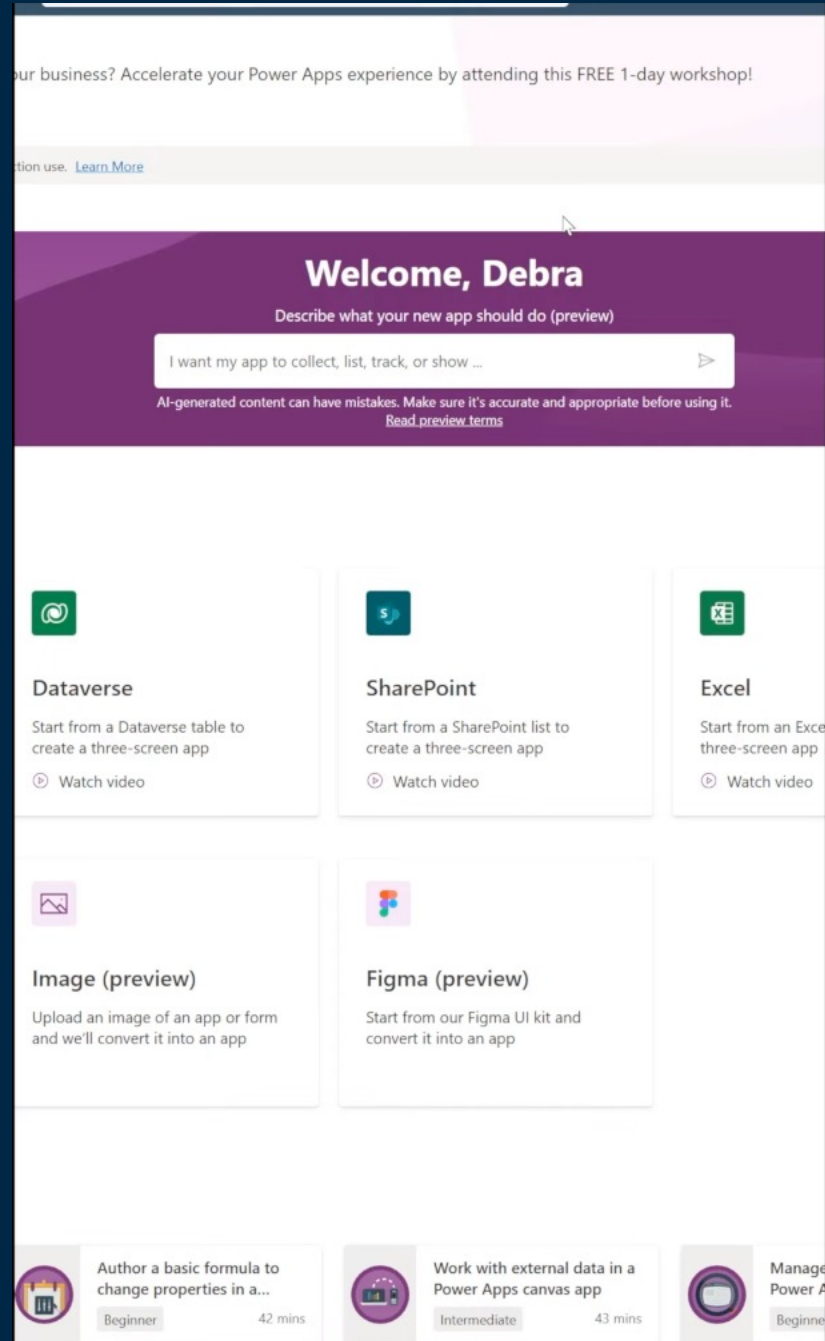 ur business? Accelerate your Power Apps experience by attending this FREE 1-day workshop!
tion use. Learn More
Welcome, Debra
Describe what your new app should do (preview)
I want my app to collect, list, track, or show ...
AI-generated content can have mistakes. Make sure it's accurate and appropriate before using it.
Read preview terms
Dataverse
Start from a Dataverse table to
create a three-screen app
Watch video
SharePoint
Start from a SharePoint list to
create a three-screen app
Watch video
Excel
Start from an Exce
three-screen app
Watch video
Image (preview)
Upload an image of an app or form
and we'll convert it into an app
Figma (preview)
Start from our Figma UI kit and
convert it into an app
Author a basic formula to
change properties in a...
Beginner 42 mins
Work with external data in a
Power Apps canvas app
Intermediate 43 mins
Manage
Power A
Beginne